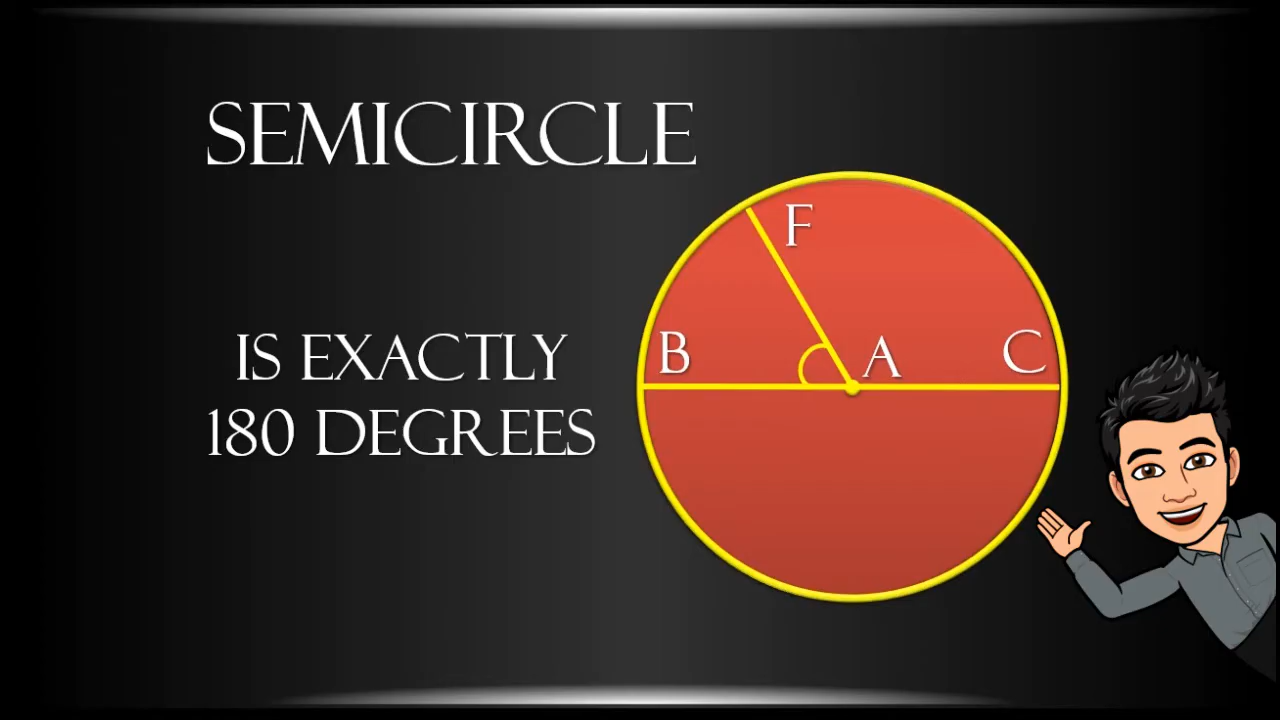 SEMICIRCLE
IS EXACTLY
180 DEGREES
F
B
A
C